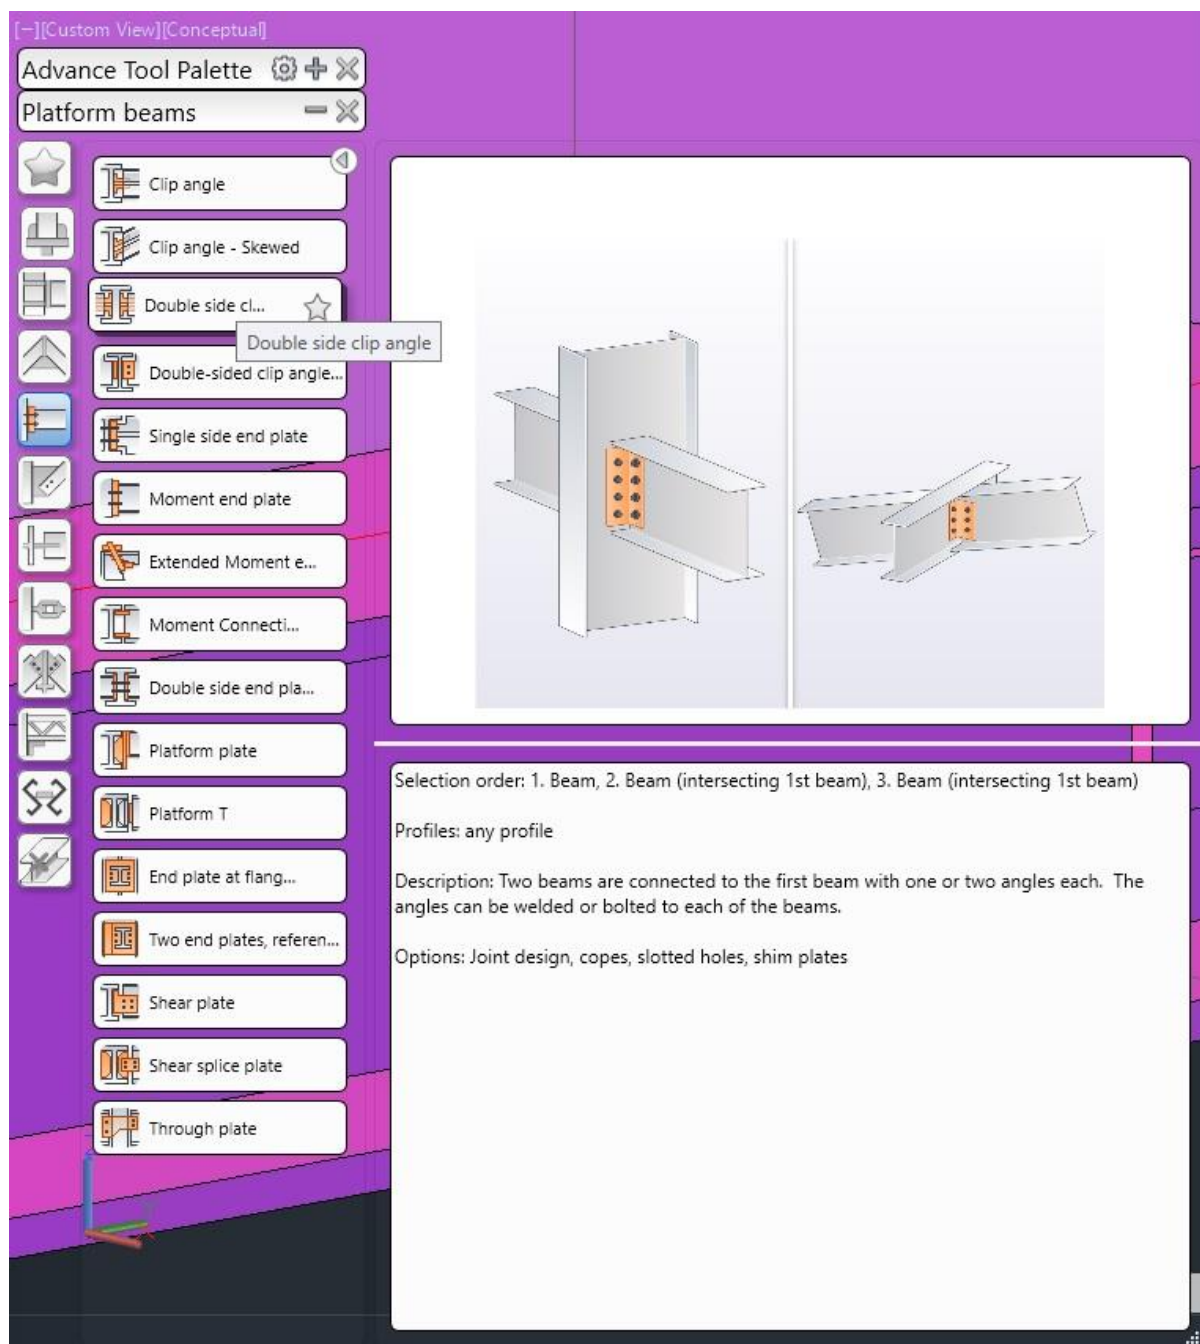 [−][Custom View][Conceptual]
Advance Tool Palette
Platform beams
Clip angle
Clip angle - Skewed
Double side cl...
Double side clip angle
Double-sided clip angle...
Single side end plate
Moment end plate
Extended Moment e...
Moment Connecti...
Double side end pla...
Platform plate
Platform T
End plate at flang...
Two end plates, referen...
Shear plate
Shear splice plate
Through plate
Selection order: 1. Beam, 2. Beam (intersecting 1st beam), 3. Beam (intersecting 1st beam)
Profiles: any profile
Description: Two beams are connected to the first beam with one or two angles each.  The
angles can be welded or bolted to each of the beams.
Options: Joint design, copes, slotted holes, shim plates